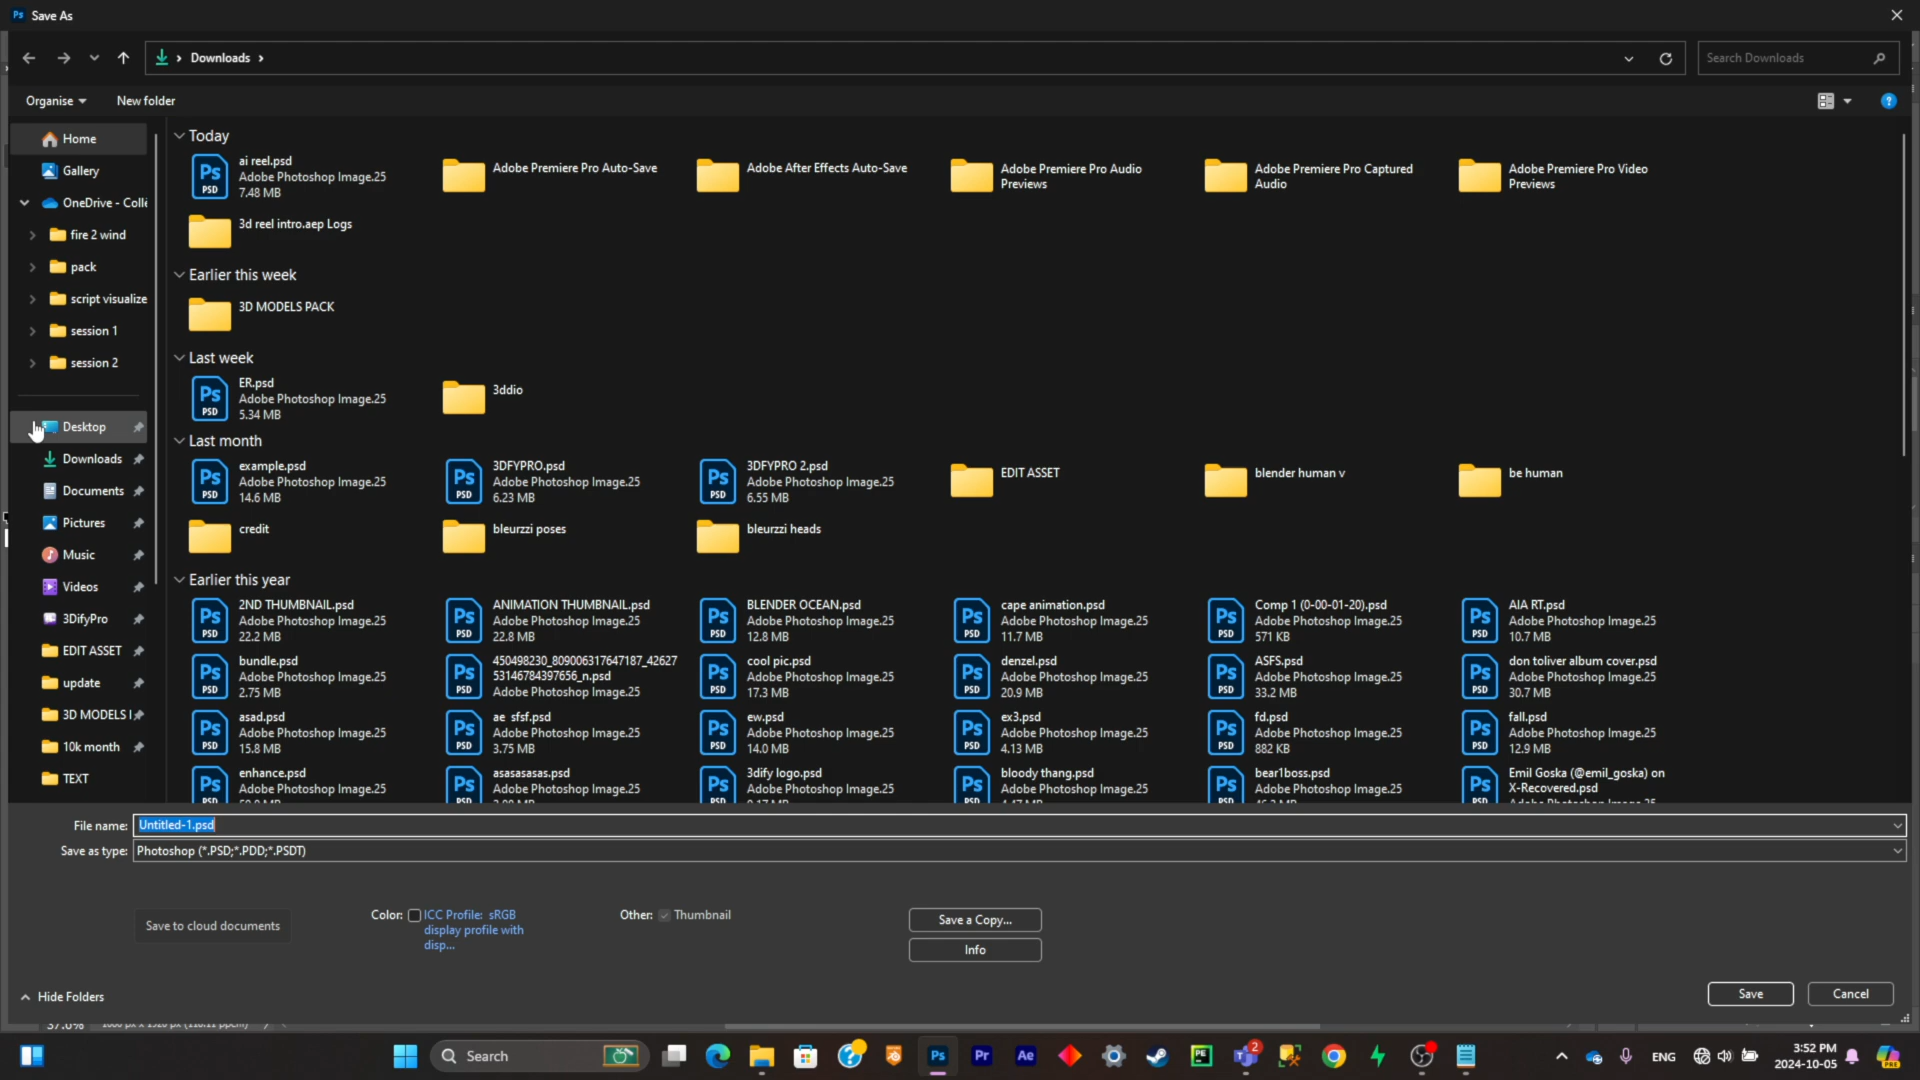 Ps Save As
Downloads
Search Downloads
Organise
New folder
Home
Gallery
OneDrive - Collè
fire 2 wind
pack
script visualize
session 1
session 2
Desktop
Downloads
Documents
Pictures
Music
Videos
3DifyPro
EDIT ASSET
update
3D MODELS I
10k month
TEXT
Today
ai reel.psd
Adobe Photoshop Image.25
7.48 MB
Adobe Premiere Pro Auto-Save
Adobe After Effects Auto-Save
Adobe Premiere Pro Audio
Previews
Adobe Premiere Pro Captured
Audio
Adobe Premiere Pro Video
Previews
3d reel intro.aep Logs
Earlier this week
3D MODELS PACK
Last week
ER.psd
Adobe Photoshop Image.25
5.34 MB
3ddio
Last month
example.psd
Adobe Photoshop Image.25
14.6 MB
3DFYPRO.psd
Adobe Photoshop Image.25
6.23 MB
3DFYPRO 2.psd
Adobe Photoshop Image.25
6.55 MB
EDIT ASSET
blender human v
be human
credit
bleurzzi poses
bleurzzi heads
Earlier this year
2ND THUMBNAIL.psd
Adobe Photoshop Image.25
22.2 MB
ANIMATION THUMBNAIL.psd
Adobe Photoshop Image.25
22.8 MB
BLENDER OCEAN.psd
Adobe Photoshop Image.25
12.8 MB
cape animation.psd
Adobe Photoshop Image.25
11.7 MB
Comp 1 (0-00-01-20).psd
Adobe Photoshop Image.25
571 KB
AIA RT.psd
Adobe Photoshop Image.25
10.7 MB
bundle.psd
Adobe Photoshop Image.25
2.75 MB
450498230_809006317647187_42627
53146784397656_n.psd
Adobe Photoshop Image.25
cool pic.psd
Adobe Photoshop Image.25
17.3 MB
denzel.psd
Adobe Photoshop Image.25
20.9 MB
ASFS.psd
Adobe Photoshop Image.25
33.2 MB
don toliver album cover.psd
Adobe Photoshop Image.25
30.7 MB
asad.psd
Adobe Photoshop Image.25
15.8 MB
ae sfsf.psd
Adobe Photoshop Image.25
3.75 MB
ew.psd
Adobe Photoshop Image.25
14.0 MB
ex3.psd
Adobe Photoshop Image.25
4.13 MB
fd.psd
Adobe Photoshop Image.25
882 KB
fall.psd
Adobe Photoshop Image.25
12.9 MB
enhance.psd
Adobe Photoshop Image.25
asasasasas.psd
Adobe Photoshop Image.25
3dify logo.psd
Adobe Photoshop Image.25
bloody thang.psd
Adobe Photoshop Image.25
bear1boss.psd
Adobe Photoshop Image.25
Emil Goska (@emil_goska) on
X-Recovered.psd
File name: Untitled-1.psd
Save as type: Photoshop (*.PSD;*.PDD;*.PSDT)
Save to cloud documents
Color: ICC Profile: sRGB
display profile with
disp...
Other: Thumbnail
Save a Copy...
Info
Hide Folders
Save
Cancel
Search
Ps
Pr
Ae
PE
2
ENG
3:52 PM
2024-10-05